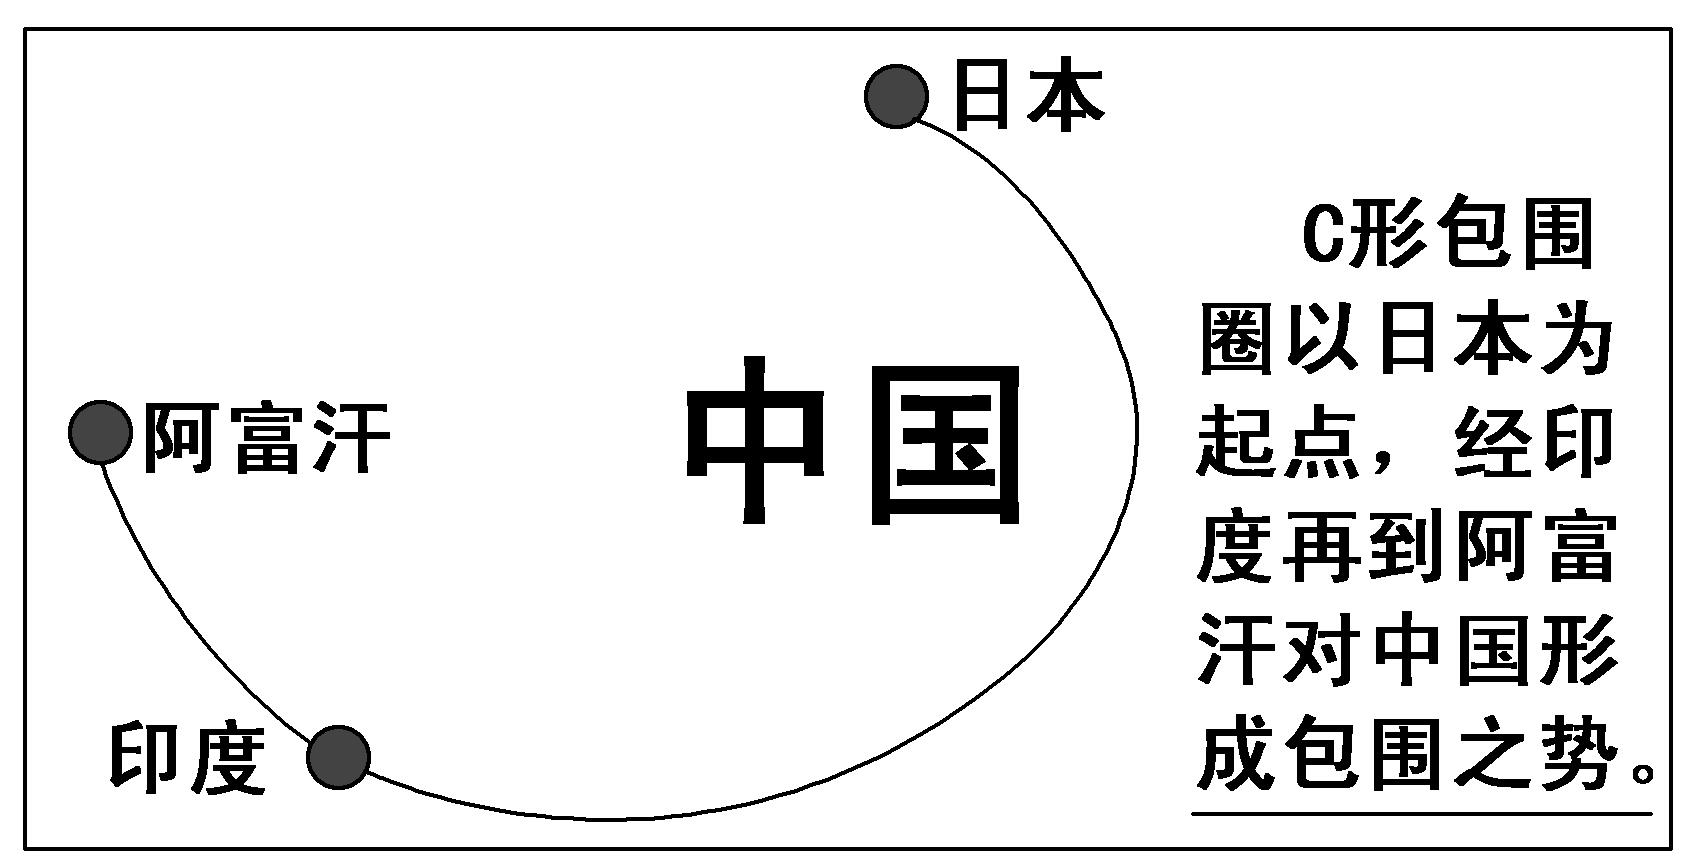 日本
C形包围
圈以日本为
起点，经印
度再到阿富
汗对中国形
成包围之势。
中国
阿富汗
印度